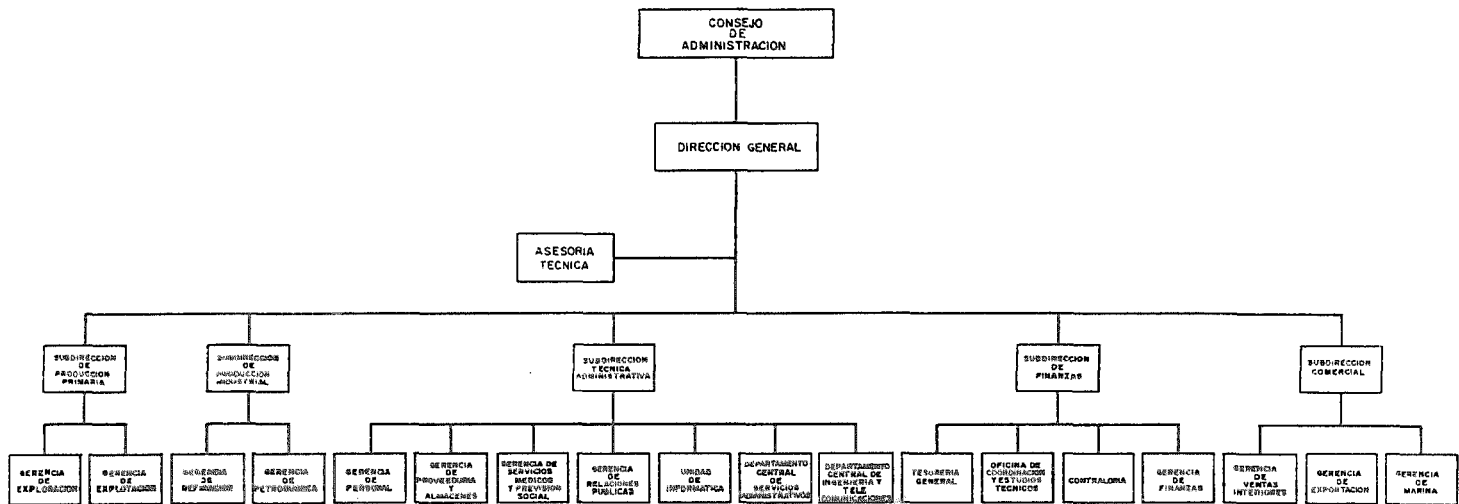 CONSEJO
DE
ADMINISTRACION
DIRECCION GENERAL
ASESORIA
TECNICA
SUBDIRECCION
DE
PRODUCCION
PRIMARIA
SUBDIRECCION
DE
PRODUCCION
INDUSTRIAL
SUBDIRECCION
TECNICA
ADMINISTRATIVA
SUBDIRECCION
DE
FINANZAS
SUBDIRECCION
COMERCIAL
GERENCIA
DE
EXPLORACION
GERENCIA
DE
EXPLOTACION
GERENCIA
DE
REFINACION
GERENCIA
DE
PETROQUIMICA
GERENCIA
DE
PERSONAL
GERENCIA
DE
PROVEEDURIA
Y
ALMACENES
GERENCIA DE
SERVICIOS
MEDICOS
Y PREVISION
SOCIAL
GERENCIA
DE
RELACIONES
PUBLICAS
UNIDAD
DE
INFORMATICA
DEPARTAMENTO
CENTRAL
DE
SERVICIOS
ADMINISTRATIVOS
DEPARTAMENTO
CENTRAL DE
INGENIERIA Y
TELE
COMUNICACIONES
TESORERIA
GENERAL
OFICINA DE
COORDINACION
Y ESTUDIOS
TECNICOS
CONTRALORIA
GERENCIA
DE
FINANZAS
GERENCIA
DE
VENTAS
INTERIORES
GERENCIA
DE
EXPORTACION
GERENCIA
DE
MARINA